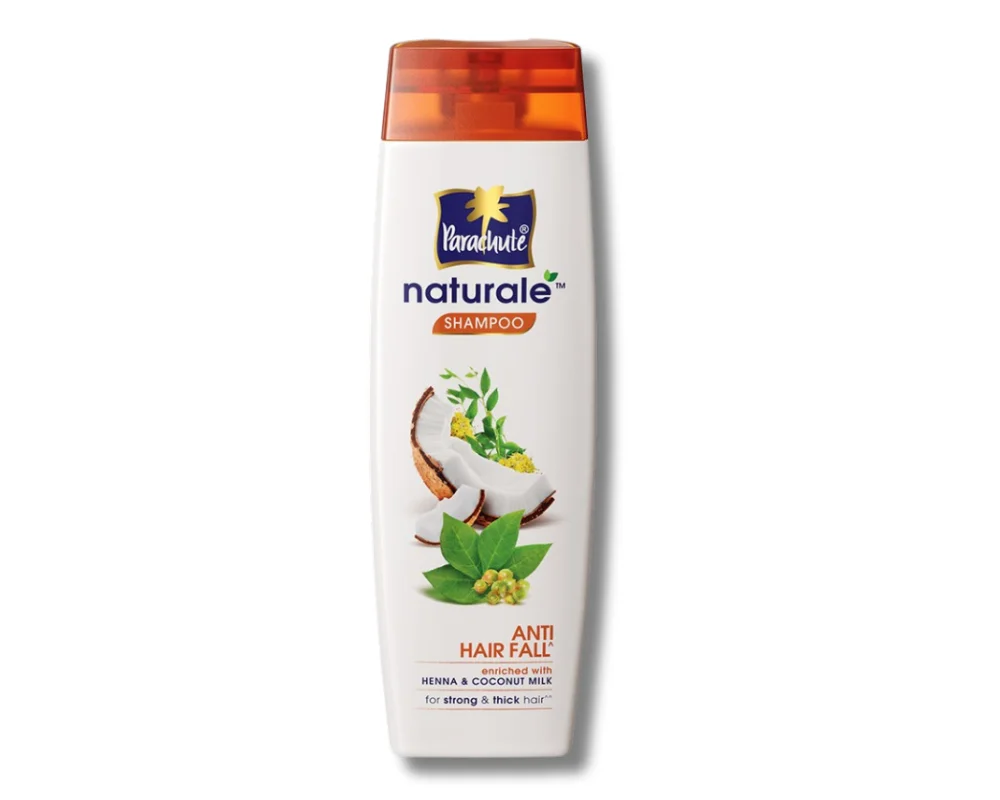 Parachute®
naturale™
SHAMPOO
ANTI
HAIR FALL^
enriched with
HENNA & COCONUT MILK
for strong & thick hair^^